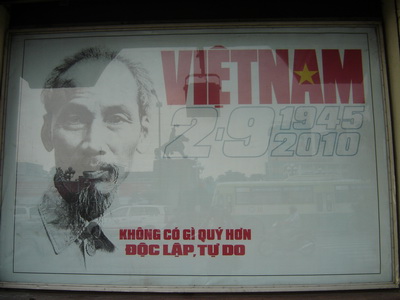 VIETNAM
2-9 1945
2010
KHÔNG CÓ GÌ QUÝ HƠN
ĐỘC LẬP, TỰ DO